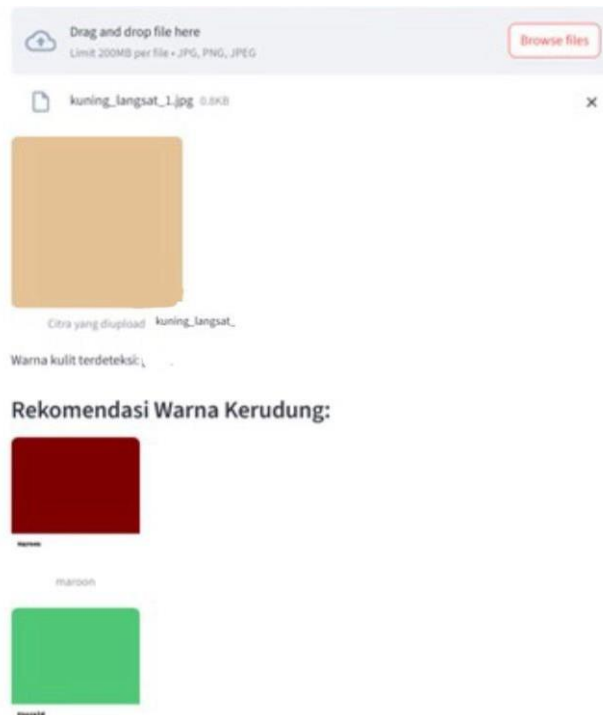 Drag and drop file here
Limit 200MB per file • JPG, PNG, JPEG
Browse files
kuning_langsat_1.jpg 0.8KB
Citra yang diupload kuning_langsat_
Warna kulit terdeteksi:
Rekomendasi Warna Kerudung:
maroon
maroon